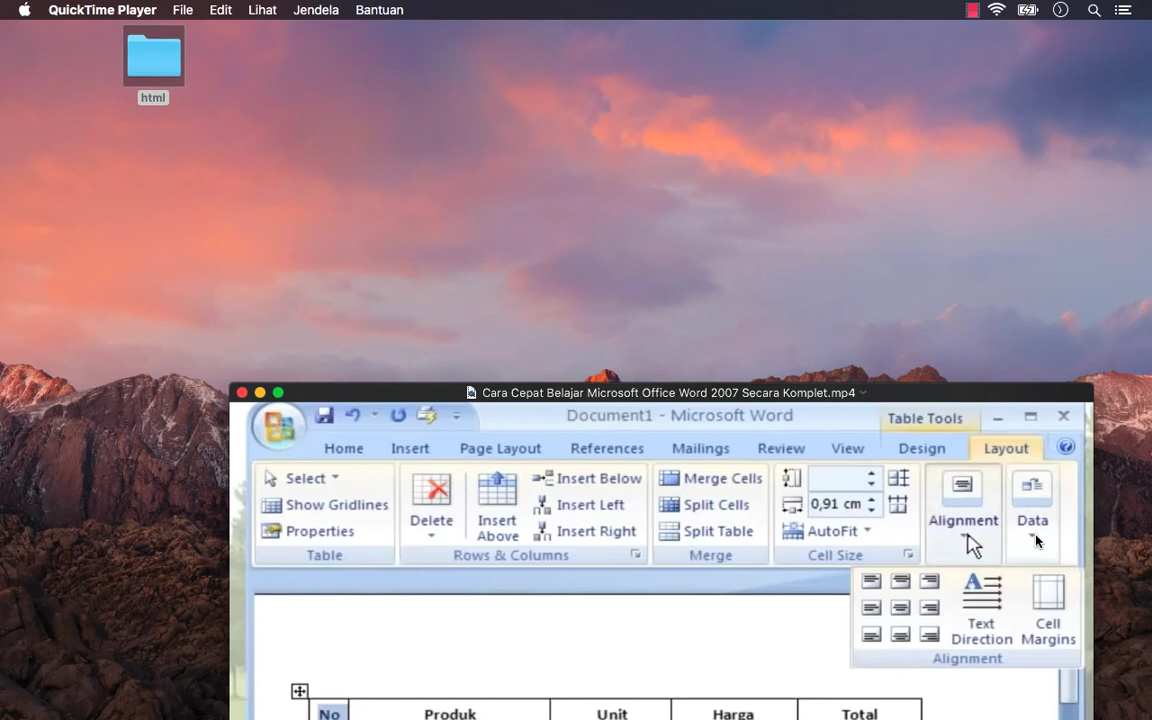 QuickTime Player File Edit Lihat Jendela Bantuan
html
Cara Cepat Belajar Microsoft Office Word 2007 Secara Komplet.mp4
Document1 - Microsoft Word Table Tools
Home Insert Page Layout References Mailings Review View Design Layout
Select
Show Gridlines
Properties
Table
Delete
Insert Above
Insert Below
Insert Left
Insert Right
Rows & Columns
Merge Cells
Split Cells
Split Table
Merge
0,91 cm
AutoFit
Cell Size
Alignment
Data
Text
Direction
Cell
Margins
Alignment
No Produk Unit Harga Total